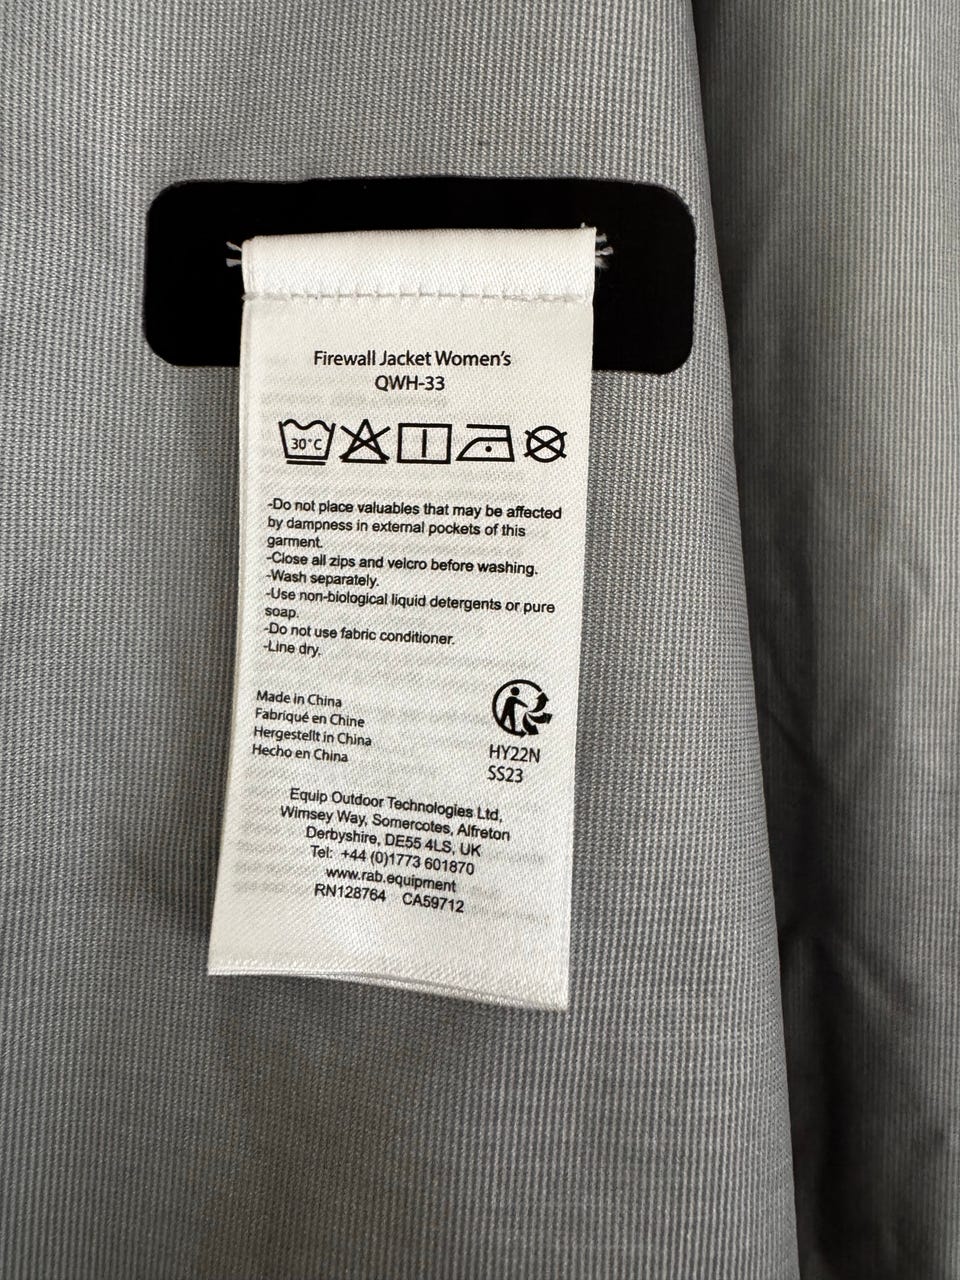 Firewall Jacket Women's
QWH-33
30°C
-Do not place valuables that may be affected
by dampness in external pockets of this
garment.
-Close all zips and velcro before washing.
-Wash separately.
-Use non-biological liquid detergents or pure
soap.
-Do not use fabric conditioner.
-Line dry.
Made in China
Fabriqué en Chine
Hergestellt in China
Hecho en China
HY22N
SS23
Equip Outdoor Technologies Ltd,
Wimsey Way, Somercotes, Alfreton
Derbyshire, DE55 4LS, UK
Tel: +44 (0)1773 601870
www.rab.equipment
RN128764 CA59712